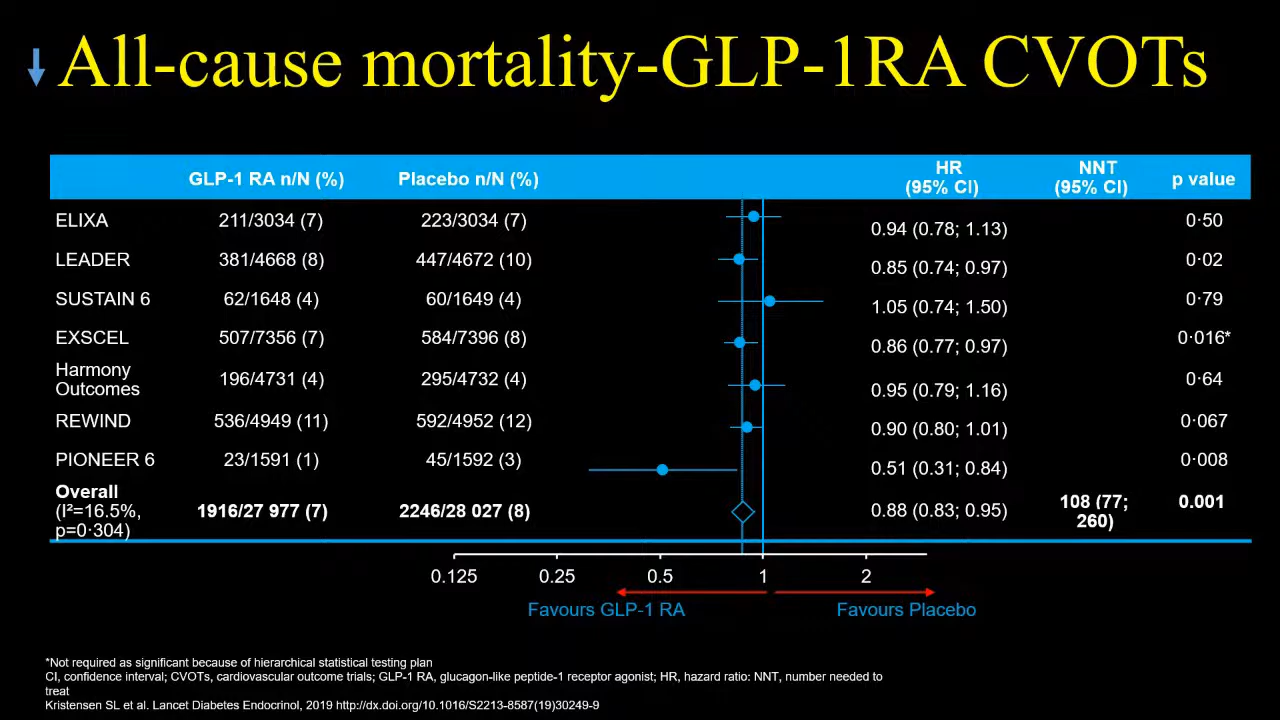 All-cause mortality-GLP-1RA CVOTs
GLP-1 RA n/N (%) Placebo n/N (%) HR (95% CI) NNT (95% CI) p value
ELIXA 211/3034 (7) 223/3034 (7) 0.94 (0.78; 1.13) 0·50
LEADER 381/4668 (8) 447/4672 (10) 0.85 (0.74; 0.97) 0·02
SUSTAIN 6 62/1648 (4) 60/1649 (4) 1.05 (0.74; 1.50) 0·79
EXSCEL 507/7356 (7) 584/7396 (8) 0.86 (0.77; 0.97) 0·016*
Harmony Outcomes 196/4731 (4) 295/4732 (4) 0.95 (0.79; 1.16) 0·64
REWIND 536/4949 (11) 592/4952 (12) 0.90 (0.80; 1.01) 0·067
PIONEER 6 23/1591 (1) 45/1592 (3) 0.51 (0.31; 0.84) 0·008
Overall (I²=16.5%, p=0·304) 1916/27 977 (7) 2246/28 027 (8) 0.88 (0.83; 0.95) 108 (77; 260) 0.001
0.125 0.25 0.5 1 2
Favours GLP-1 RA Favours Placebo
*Not required as significant because of hierarchical statistical testing plan
CI, confidence interval; CVOTs, cardiovascular outcome trials; GLP-1 RA, glucagon-like peptide-1 receptor agonist; HR, hazard ratio: NNT, number needed to
treat
Kristensen SL et al. Lancet Diabetes Endocrinol, 2019 http://dx.doi.org/10.1016/S2213-8587(19)30249-9